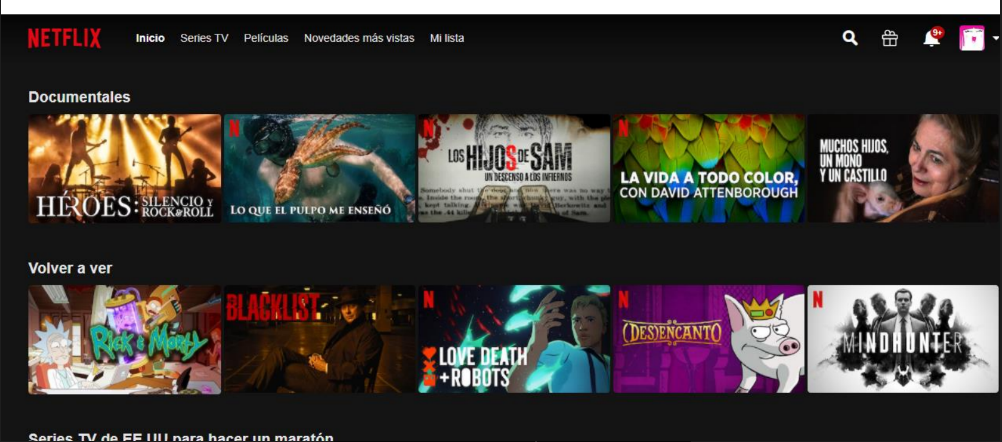 NETFLIX
Inicio Series TV Películas Novedades más vistas Mi lista
9+
Documentales
HÉROES: SILENCIO Y
ROCK&ROLL
N
LO QUE EL PULPO ME ENSEÑÓ
N
LOS HIJOS DE SAM
UN DESCENSO A LOS INFIERNOS
N
LA VIDA A TODO COLOR,
CON DAVID ATTENBOROUGH
MUCHOS HIJOS,
UN MONO
Y UN CASTILLO
Volver a ver
RICK & MORTY
BLACKLIST
N
LOVE DEATH
+ROBOTS
N
(DES)ENCANTO
N
MINDHUNTER
Series TV de EE.UU para hacer un maratón